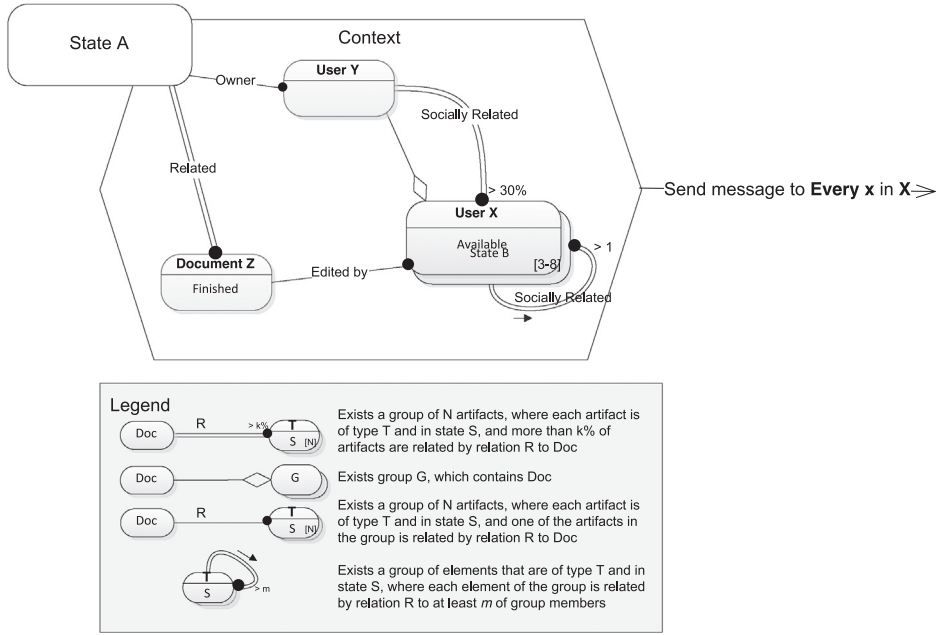 State A
Context
User Y
Owner
Socially Related
Related
> 30%
Send message to Every x in X
User X
Available
State B
> 1
[3-8]
Document Z
Finished
Edited by
Socially Related
Legend
Doc
R
> k%
T
S [N]
Exists a group of N artifacts, where each artifact is
of type T and in state S, and more than k% of
artifacts are related by relation R to Doc
Doc
G
Exists group G, which contains Doc
Doc
R
T
S [N]
Exists a group of N artifacts, where each artifact is
of type T and in state S, and one of the artifacts in
the group is related by relation R to Doc
T
S
> m
Exists a group of elements that are of type T and in
state S, where each element of the group is related
by relation R to at least m of group members